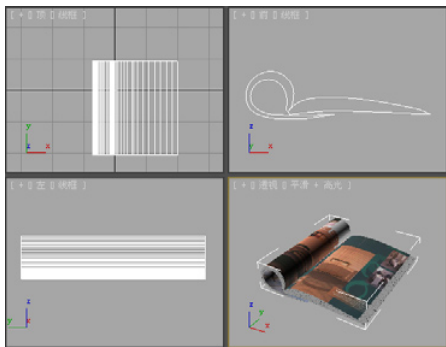 [ + ▯ 顶 ▯ 线框 ]
[ + ▯ 前 ▯ 线框 ]
y
x
z
x
[ + ▯ 左 ▯ 线框 ]
[ + ▯ 透视 ▯ 平滑 + 高光 ]
z
y
z
y
x